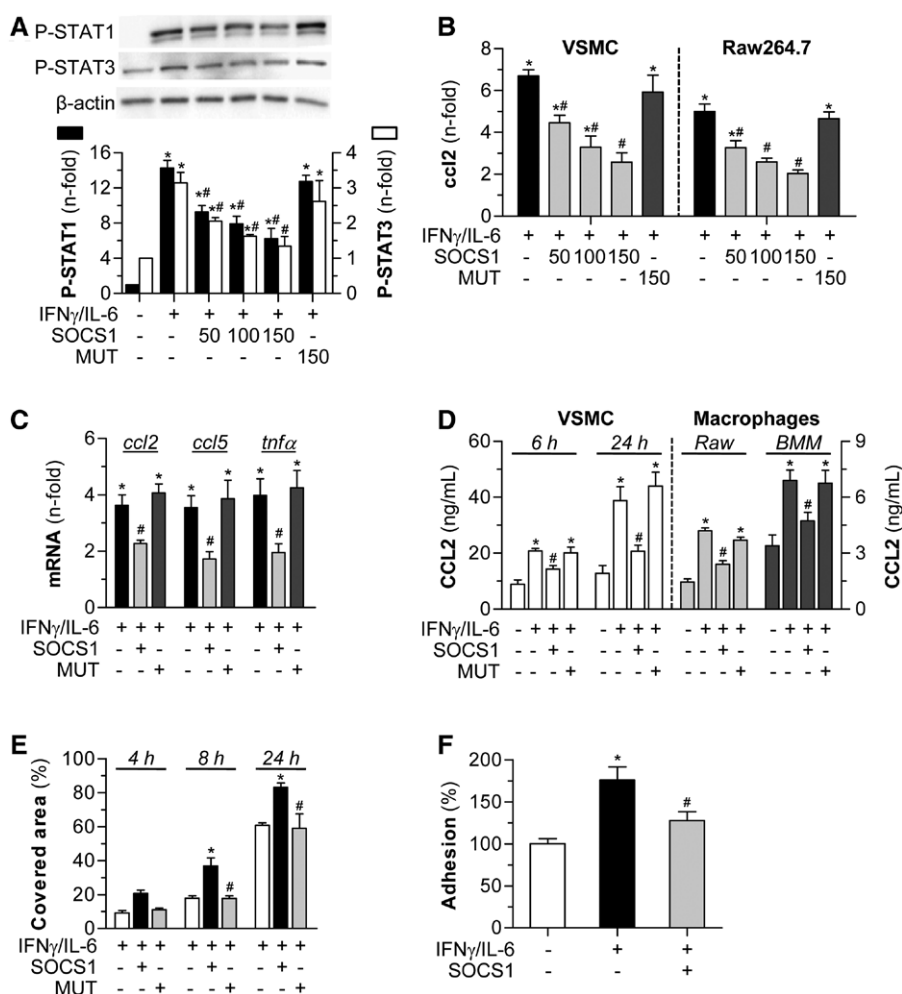 A
P-STAT1
P-STAT3
β-actin
P-STAT1 (n-fold)
16
12
8
4
0
* * *# *# *# *# *# # * *
4
3
2
1
0
P-STAT3 (n-fold)
IFNγ/IL-6 - + + + + +
SOCS1 - - 50 100 150 -
MUT - - - - - 150
B
VSMC Raw264.7
ccl2 (n-fold)
8
6
4
2
0
* *# *# # * * *# # # *
IFNγ/IL-6 + + + + + + + + + +
SOCS1 - 50 100 150 - - 50 100 150 -
MUT - - - - 150 - - - - 150
C
ccl2 ccl5 tnfα
mRNA (n-fold)
6
4
2
0
* # * * # * * # *
IFNγ/IL-6 + + + + + + + + +
SOCS1 - + - - + - - + -
MUT - - + - - + - - +
D
VSMC Macrophages
6 h 24 h Raw BMM
CCL2 (ng/mL)
60
40
20
0
* # * * # * * # * * # *
9
6
3
0
CCL2 (ng/mL)
IFNγ/IL-6 - + + + - + + + - + + + - + + +
SOCS1 - - + - - - + - - - + - - - + -
MUT - - - + - - - + - - - + - - - +
E
4 h 8 h 24 h
Covered area (%)
100
80
60
40
20
0
* # * #
IFNγ/IL-6 + + + + + + + + +
SOCS1 - + - - + - - + -
MUT - - + - - + - - +
F
Adhesion (%)
200
150
100
50
0
* #
IFNγ/IL-6 - + +
SOCS1 - - +